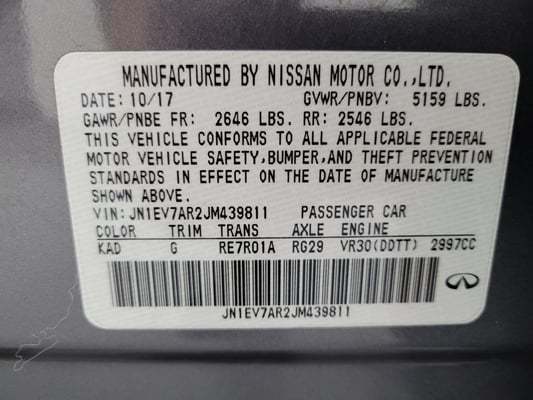 MANUFACTURED BY NISSAN MOTOR CO.,LTD.
DATE: 10/17 GVWR/PNBV: 5159 LBS.
GAWR/PNBE FR: 2646 LBS. RR: 2546 LBS.
THIS VEHICLE CONFORMS TO ALL APPLICABLE FEDERAL
MOTOR VEHICLE SAFETY,BUMPER,AND THEFT PREVENTION
STANDARDS IN EFFECT ON THE DATE OF MANUFACTURE
SHOWN ABOVE.
VIN: JN1EV7AR2JM439811 PASSENGER CAR
COLOR TRIM TRANS AXLE ENGINE
KAD G RE7R01A RG29 VR30(DDTT) 2997CC
JN1EV7AR2JM439811